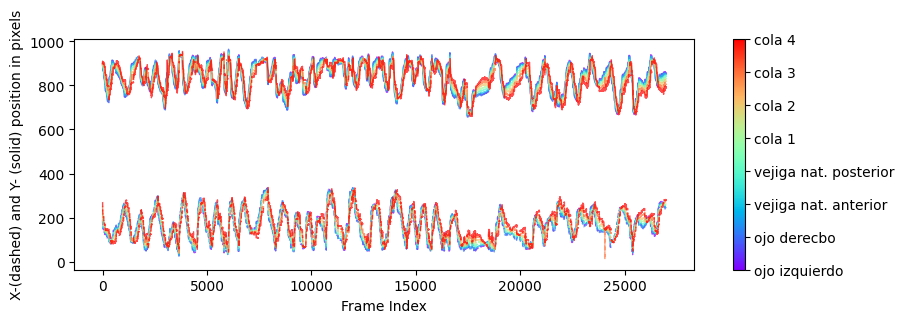 X-(dashed) and Y- (solid) position in pixels
1000
800
600
400
200
0
0 5000 10000 15000 20000 25000
Frame Index
cola 4
cola 3
cola 2
cola 1
vejiga nat. posterior
vejiga nat. anterior
ojo derecbo
ojo izquierdo